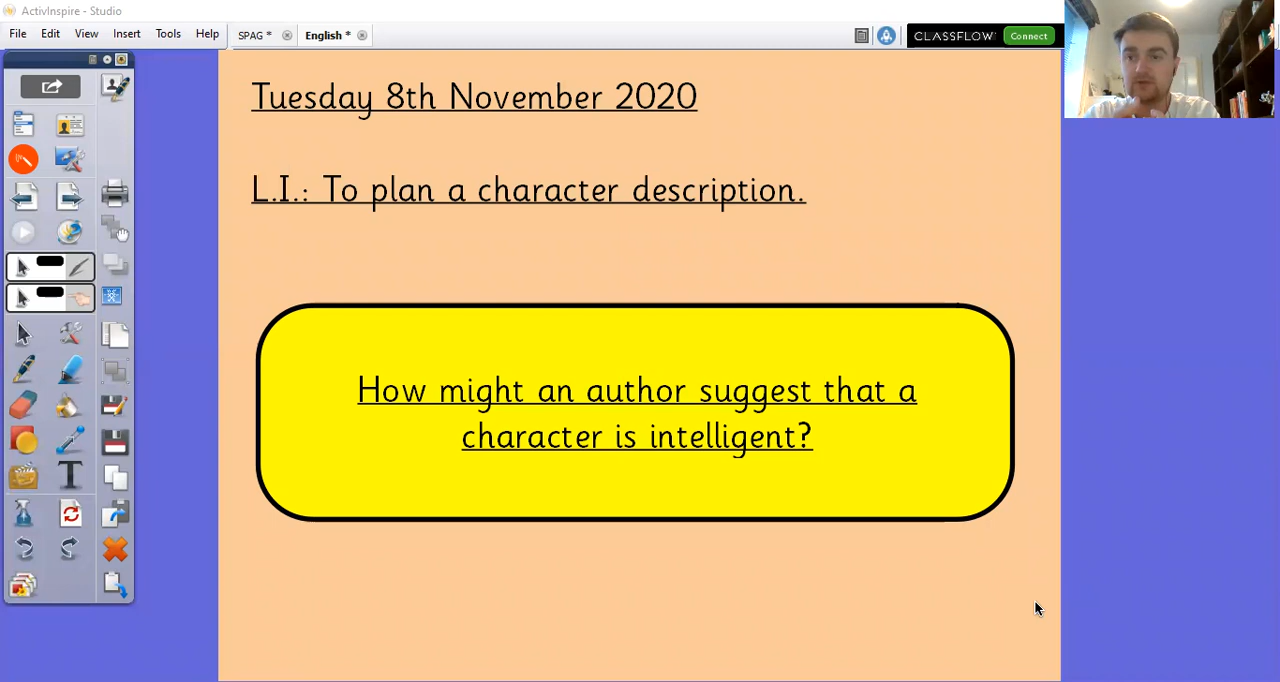 ActivInspire - Studio
File Edit View Insert Tools Help
SPAG * English *
CLASSFLOW Connect
Tuesday 8th November 2020
L.I.: To plan a character description.
How might an author suggest that a
character is intelligent?
T